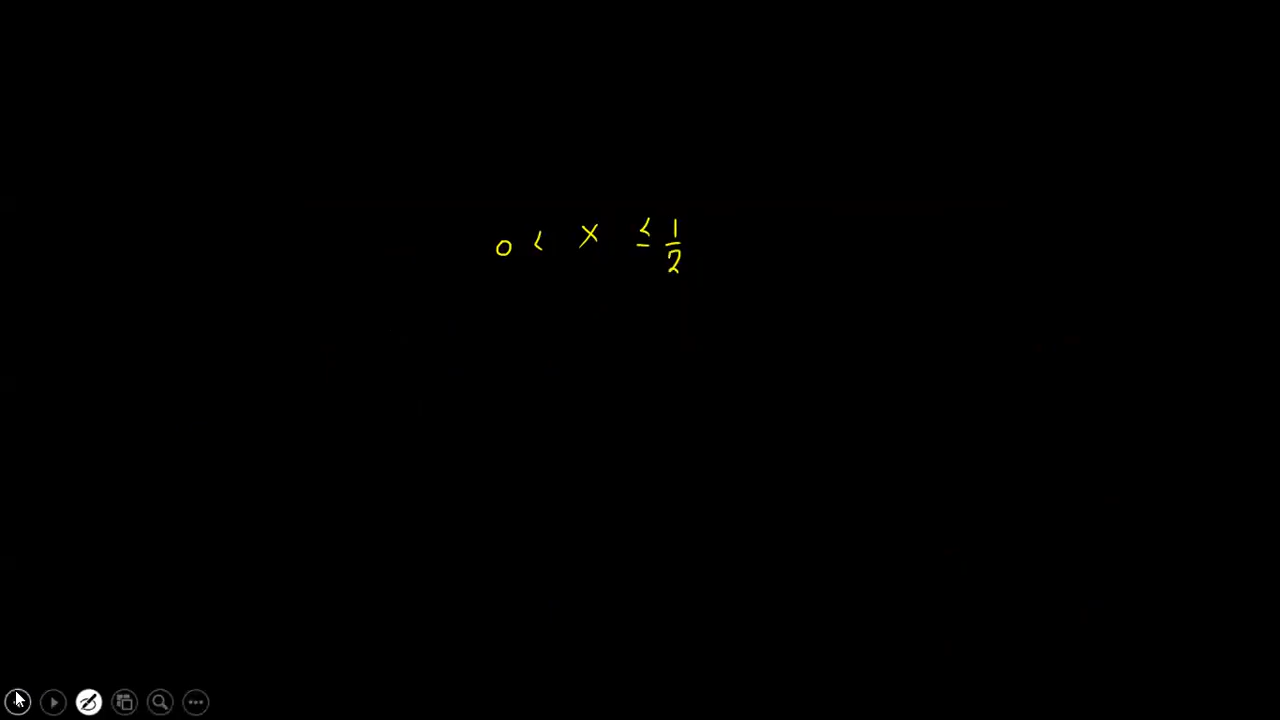 0 < x ≤ 1/2